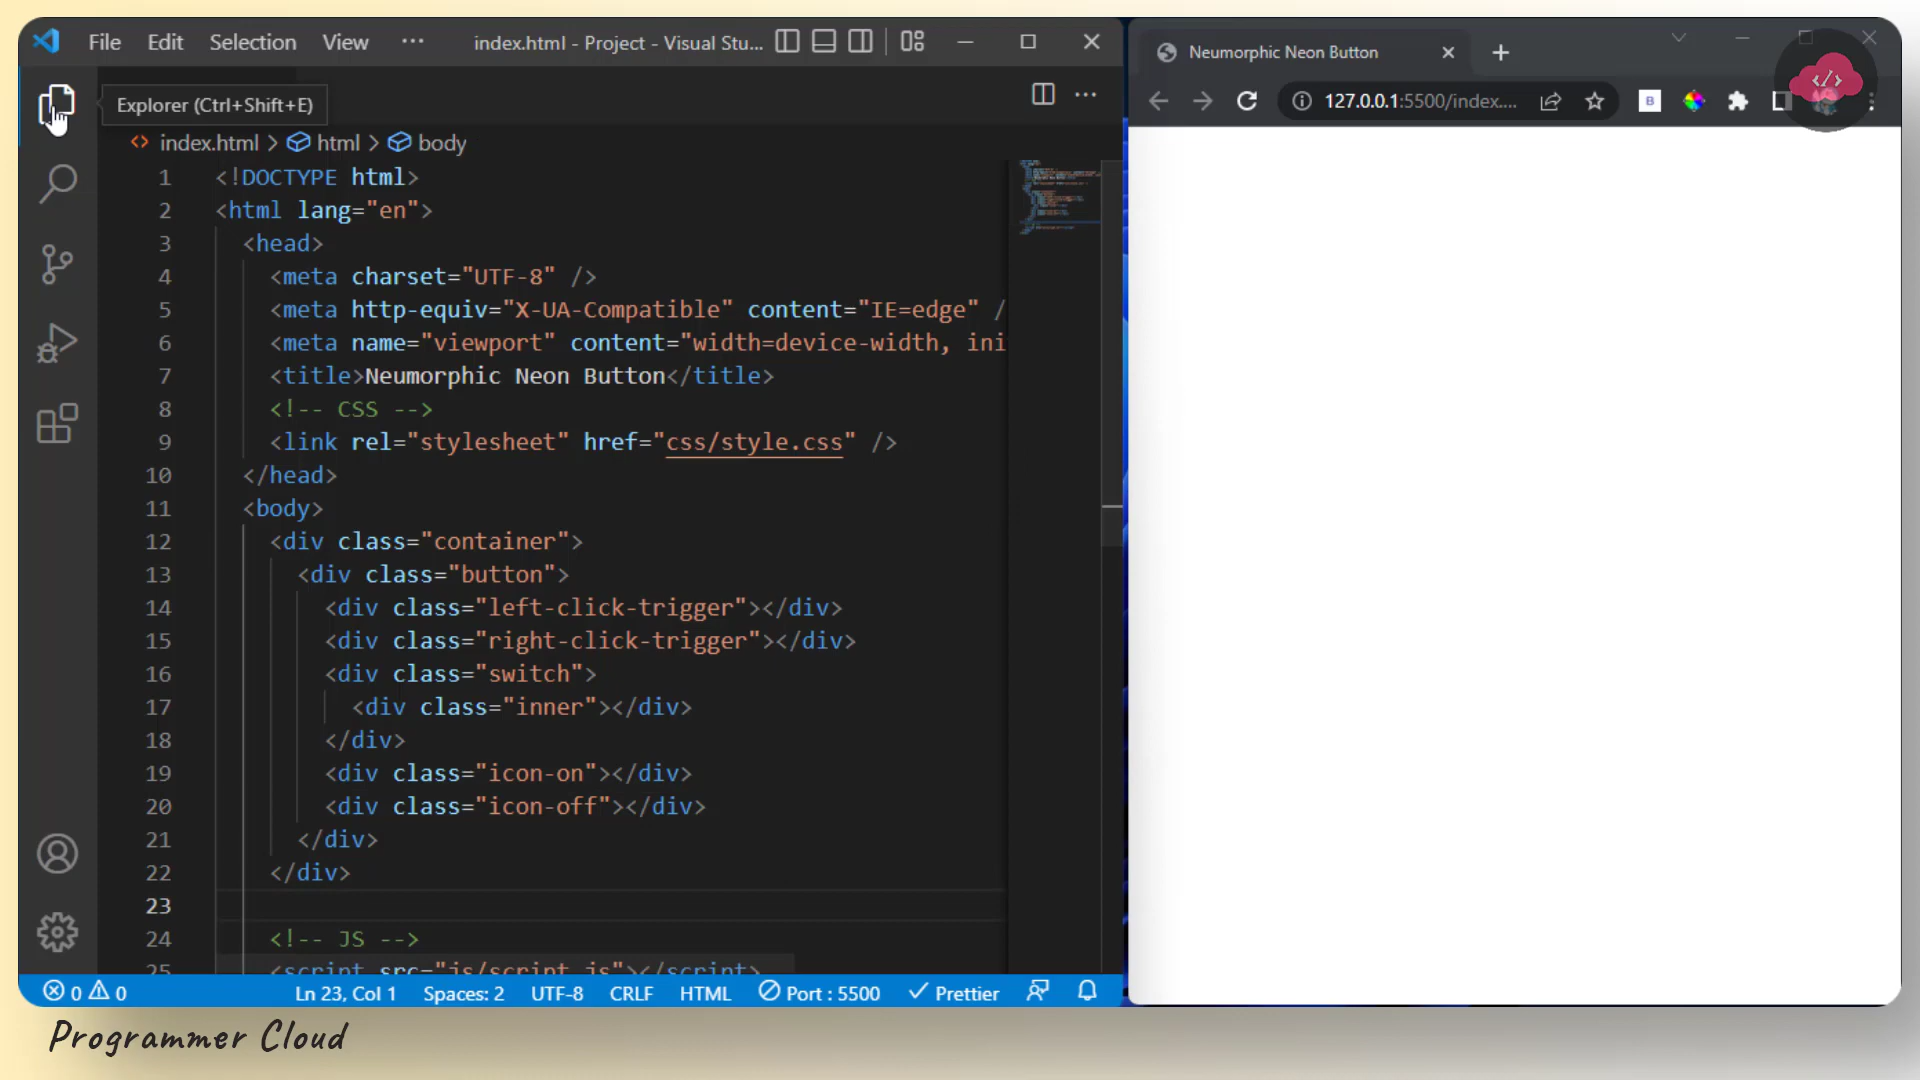 File Edit Selection View ··· index.html - Project - Visual Stu...
Neumorphic Neon Button
Explorer (Ctrl+Shift+E)
127.0.0.1:5500/index....
B
</>
index.html > html > body
1 <!DOCTYPE html>
2 <html lang="en">
3 <head>
4 <meta charset="UTF-8" />
5 <meta http-equiv="X-UA-Compatible" content="IE=edge" /
6 <meta name="viewport" content="width=device-width, ini
7 <title>Neumorphic Neon Button</title>
8 <!-- CSS -->
9 <link rel="stylesheet" href="css/style.css" />
10 </head>
11 <body>
12 <div class="container">
13 <div class="button">
14 <div class="left-click-trigger"></div>
15 <div class="right-click-trigger"></div>
16 <div class="switch">
17 <div class="inner"></div>
18 </div>
19 <div class="icon-on"></div>
20 <div class="icon-off"></div>
21 </div>
22 </div>
23
24 <!-- JS -->
25 <script src="js/script.js"></script>
0 0 Ln 23, Col 1 Spaces: 2 UTF-8 CRLF HTML Port : 5500 Prettier
Programmer Cloud